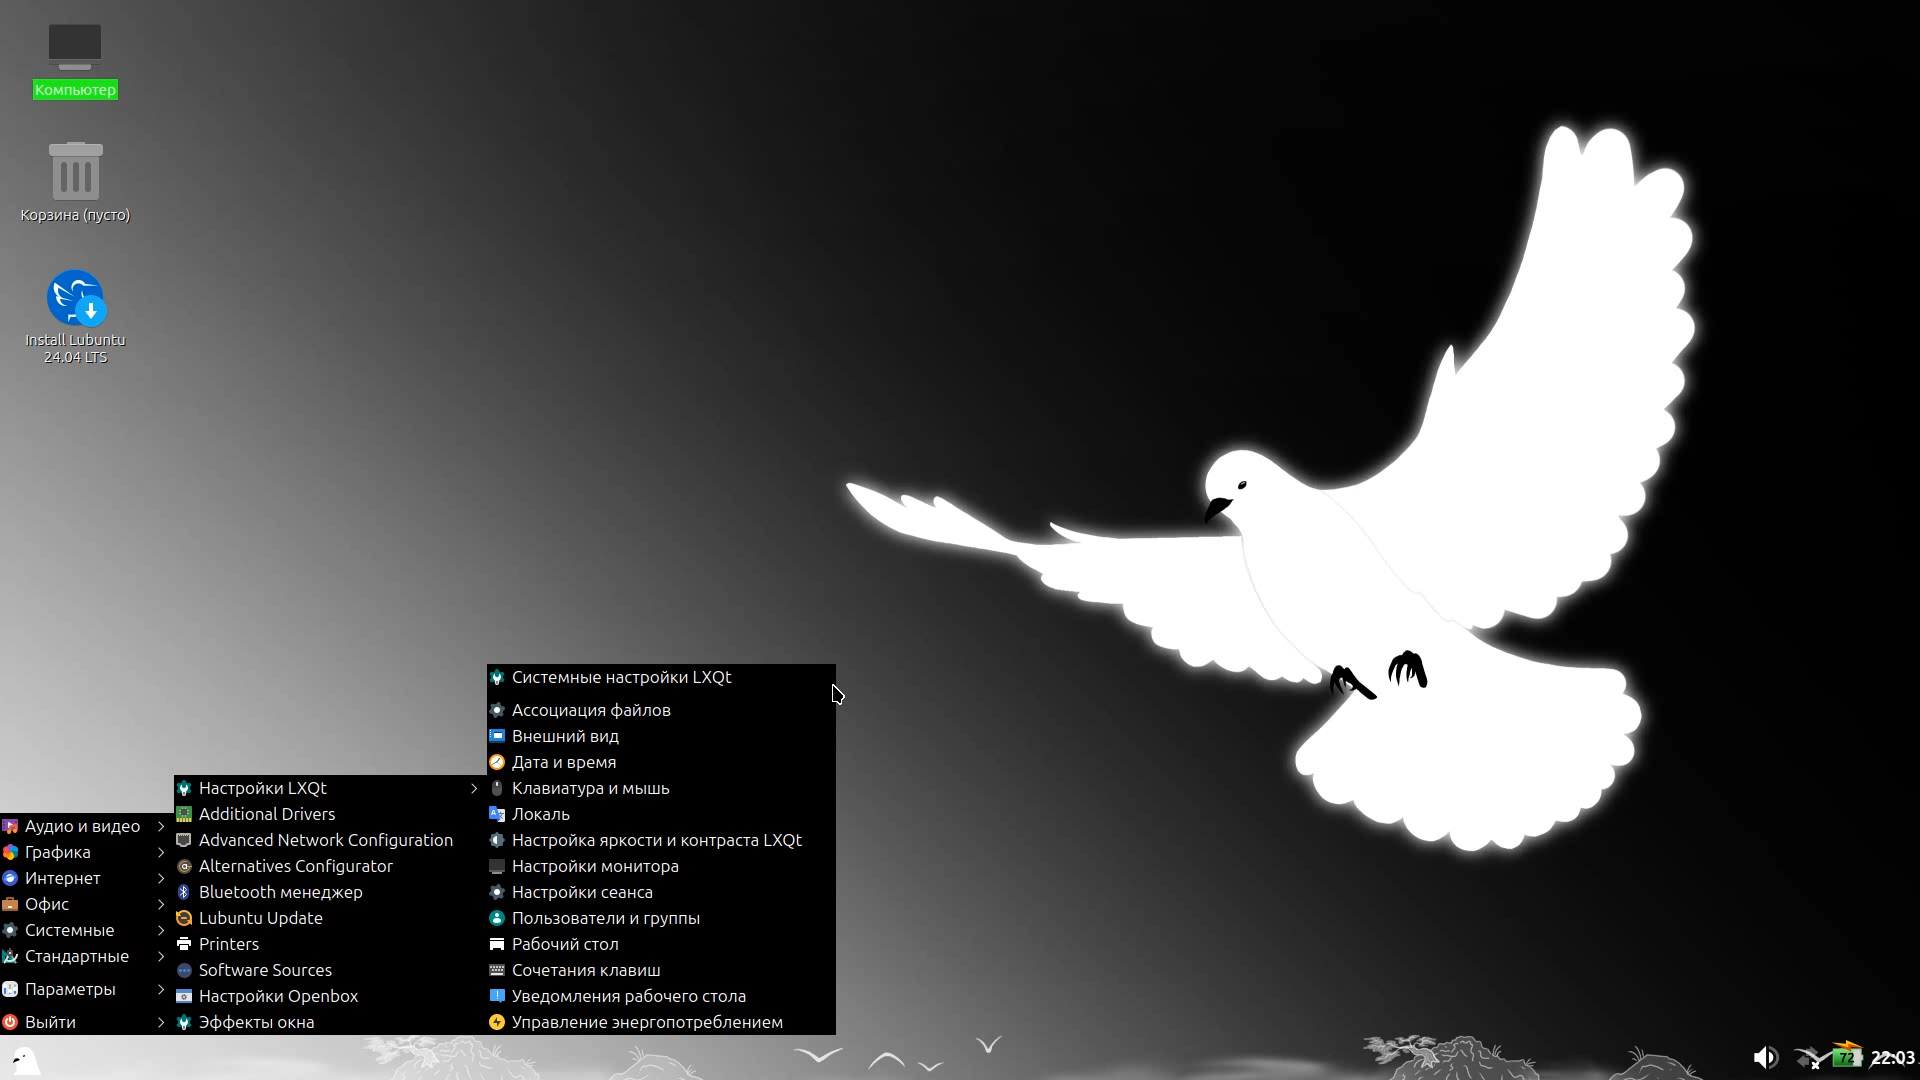 Компьютер
Корзина (пусто)
Install Lubuntu
24.04 LTS
Аудио и видео
Графика
Интернет
Офис
Системные
Стандартные
Параметры
Выйти
Настройки LXQt
Additional Drivers
Advanced Network Configuration
Alternatives Configurator
Bluetooth менеджер
Lubuntu Update
Printers
Software Sources
Настройки Openbox
Эффекты окна
Системные настройки LXQt
Ассоциация файлов
Внешний вид
Дата и время
Клавиатура и мышь
Локаль
Настройка яркости и контраста LXQt
Настройки монитора
Настройки сеанса
Пользователи и группы
Рабочий стол
Сочетания клавиш
Уведомления рабочего стола
Управление энергопотреблением
72
22:03